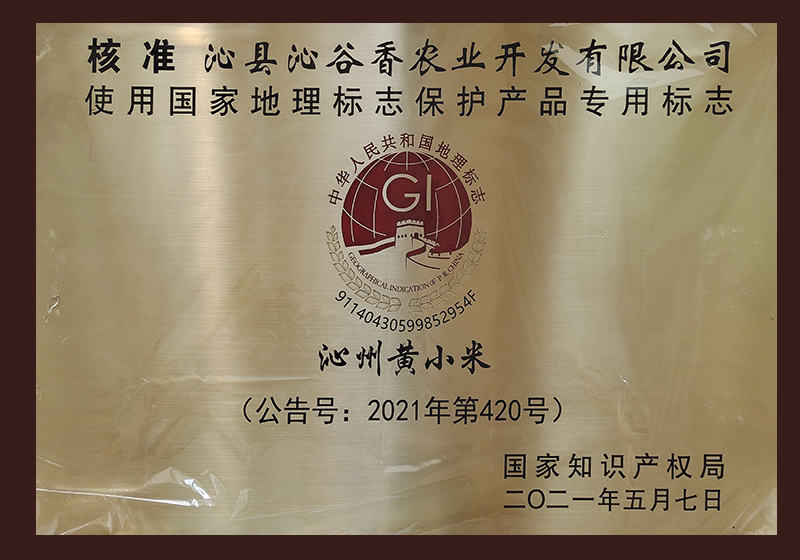 核准 沁县沁谷香农业开发有限公司
使用国家地理标志保护产品专用标志
中华人民共和国地理标志
GI
GEOGRAPHICAL INDICATION OF P·R·CHINA
91140430599852954F
沁州黄小米
（公告号：2021年第420号）
国家知识产权局
二〇二一年五月七日